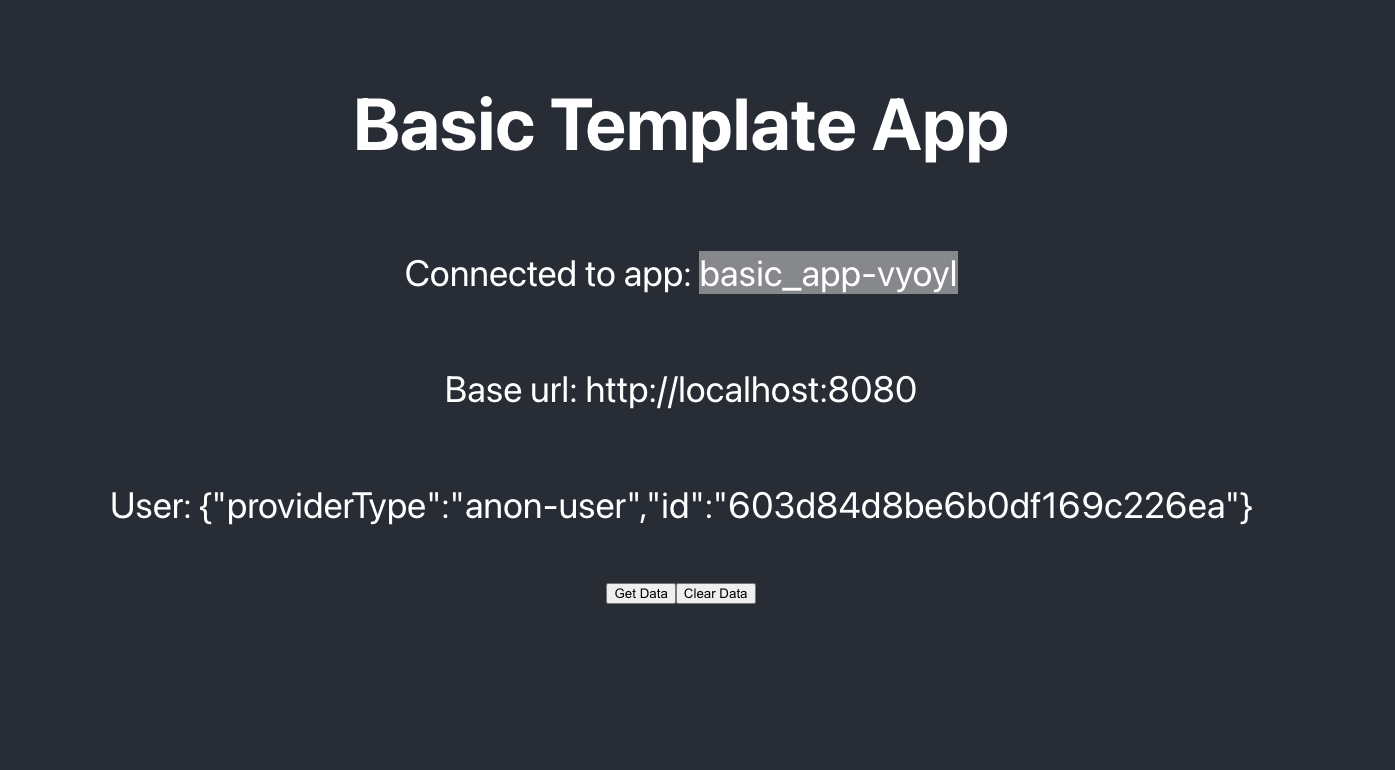 Basic Template App
Connected to app: basic_app-vyoyl
Base url: http://localhost:8080
User: {"providerType":"anon-user","id":"603d84d8be6b0df169c226ea"}
Get Data Clear Data